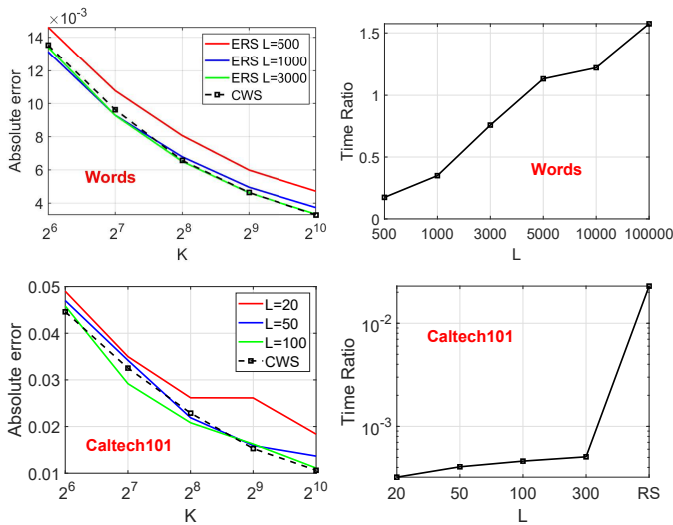 ×10⁻³
14
12
10
8
6
4
2⁶ 2⁷ 2⁸ 2⁹ 2¹⁰
K
Absolute error
ERS L=500
ERS L=1000
ERS L=3000
CWS
Words
1.5
1
0.5
0
500 1000 3000 5000 10000 100000
L
Time Ratio
Words
0.05
0.04
0.03
0.02
0.01
2⁶ 2⁷ 2⁸ 2⁹ 2¹⁰
K
Absolute error
L=20
L=50
L=100
CWS
Caltech101
10⁻²
10⁻³
20 50 100 300 RS
L
Time Ratio
Caltech101